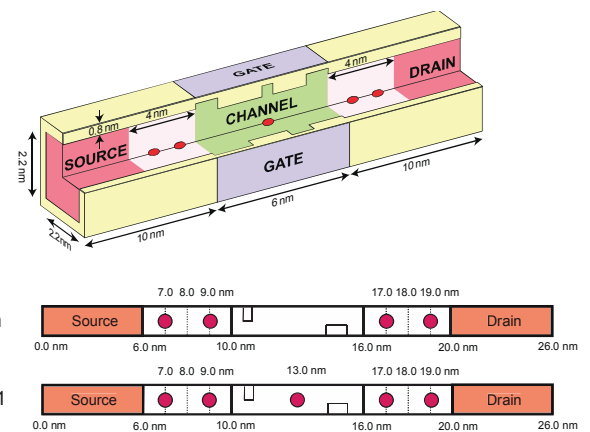 GATE
4 nm
DRAIN
0.8 nm
4 nm
CHANNEL
SOURCE
2.2 nm
GATE
10 nm
6 nm
2.2nm
10 nm
7.0 8.0 9.0 nm
17.0 18.0 19.0 nm
Source
Drain
0.0 nm
6.0 nm
10.0 nm
16.0 nm
20.0 nm
26.0 nm
7.0 8.0 9.0 nm
13.0 nm
17.0 18.0 19.0 nm
1
Source
Drain
0.0 nm
6.0 nm
10.0 nm
16.0 nm
20.0 nm
26.0 nm